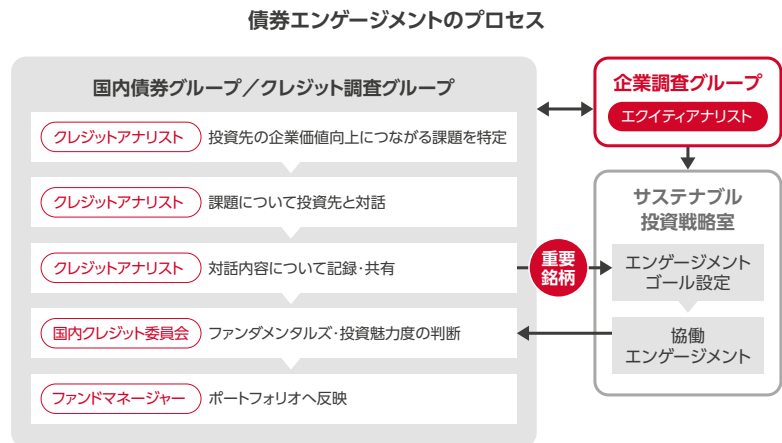 債券エンゲージメントのプロセス
国内債券グループ／クレジット調査グループ
クレジットアナリスト 投資先の企業価値向上につながる課題を特定
クレジットアナリスト 課題について投資先と対話
クレジットアナリスト 対話内容について記録・共有
国内クレジット委員会 ファンダメンタルズ・投資魅力度の判断
ファンドマネージャー ポートフォリオへ反映
重要
銘柄
企業調査グループ
エクイティアナリスト
サステナブル
投資戦略室
エンゲージメント
ゴール設定
協働
エンゲージメント